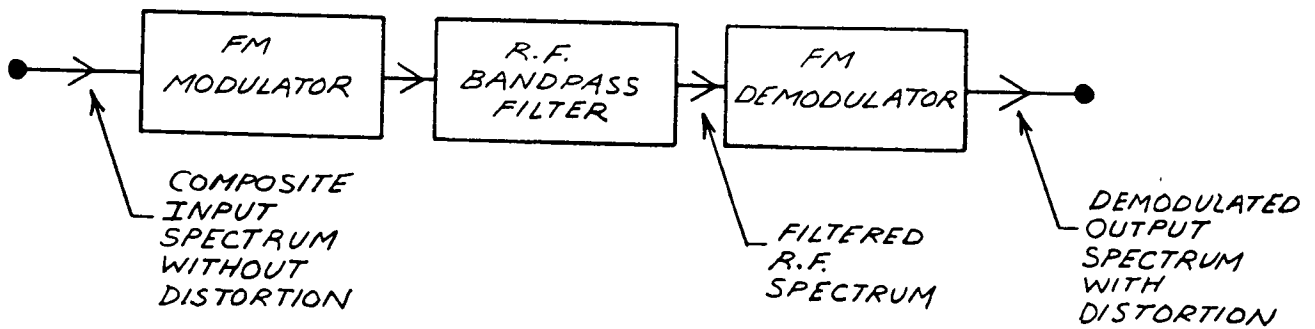 FM
MODULATOR
R.F.
BANDPASS
FILTER
FM
DEMODULATOR
COMPOSITE
INPUT
SPECTRUM
WITHOUT
DISTORTION
FILTERED
R.F.
SPECTRUM
DEMODULATED
OUTPUT
SPECTRUM
WITH
DISTORTION